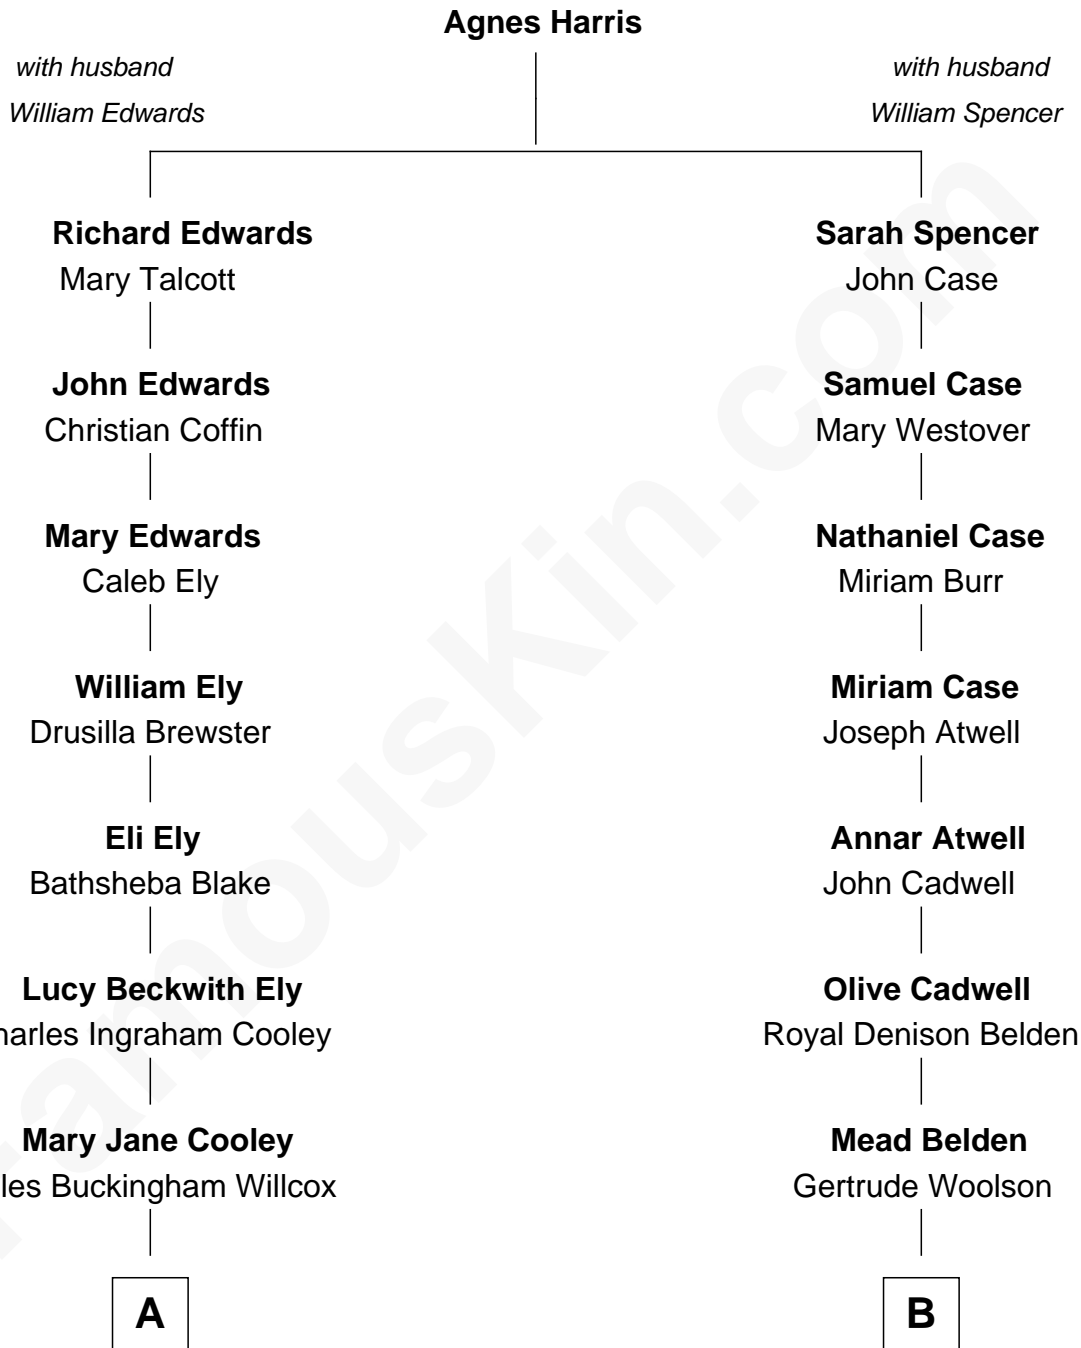 Agnes Harris
with husband
William Edwards
with husband
William Spencer
Richard Edwards
Mary Talcott
Sarah Spencer
John Case
John Edwards
Christian Coffin
Samuel Case
Mary Westover
Mary Edwards
Caleb Ely
Nathaniel Case
Miriam Burr
William Ely
Drusilla Brewster
Miriam Case
Joseph Atwell
Eli Ely
Bathsheba Blake
Annar Atwell
John Cadwell
Lucy Beckwith Ely
harles Ingraham Cooley
Olive Cadwell
Royal Denison Belden
Mary Jane Cooley
les Buckingham Willcox
Mead Belden
Gertrude Woolson
A
B
FamousKin.com